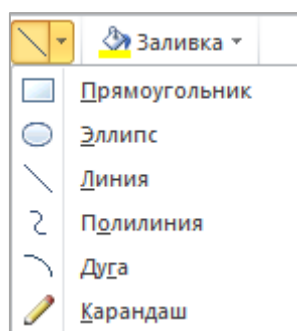 Заливка
Прямоугольник
Эллипс
Линия
Полилиния
Дуга
Карандаш